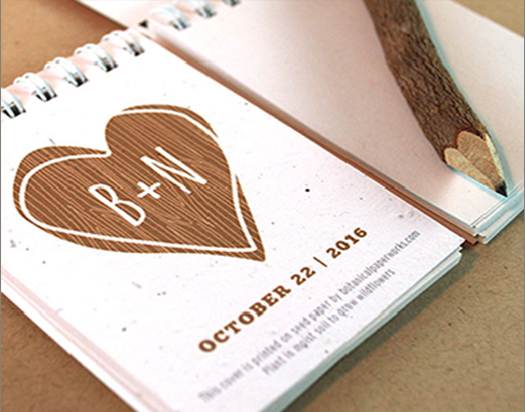 B+N
OCTOBER 22 | 2016
This cover is printed on seed paper by botanicalpaperworks.com
Plant in moist soil to grow wildflowers